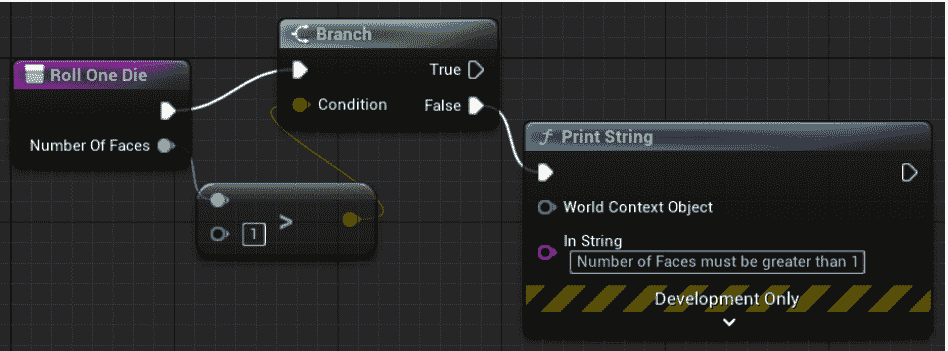 Branch
Roll One Die
True
Condition
False
Number Of Faces
1
>
f Print String
World Context Object
In String
Number of Faces must be greater than 1
Development Only